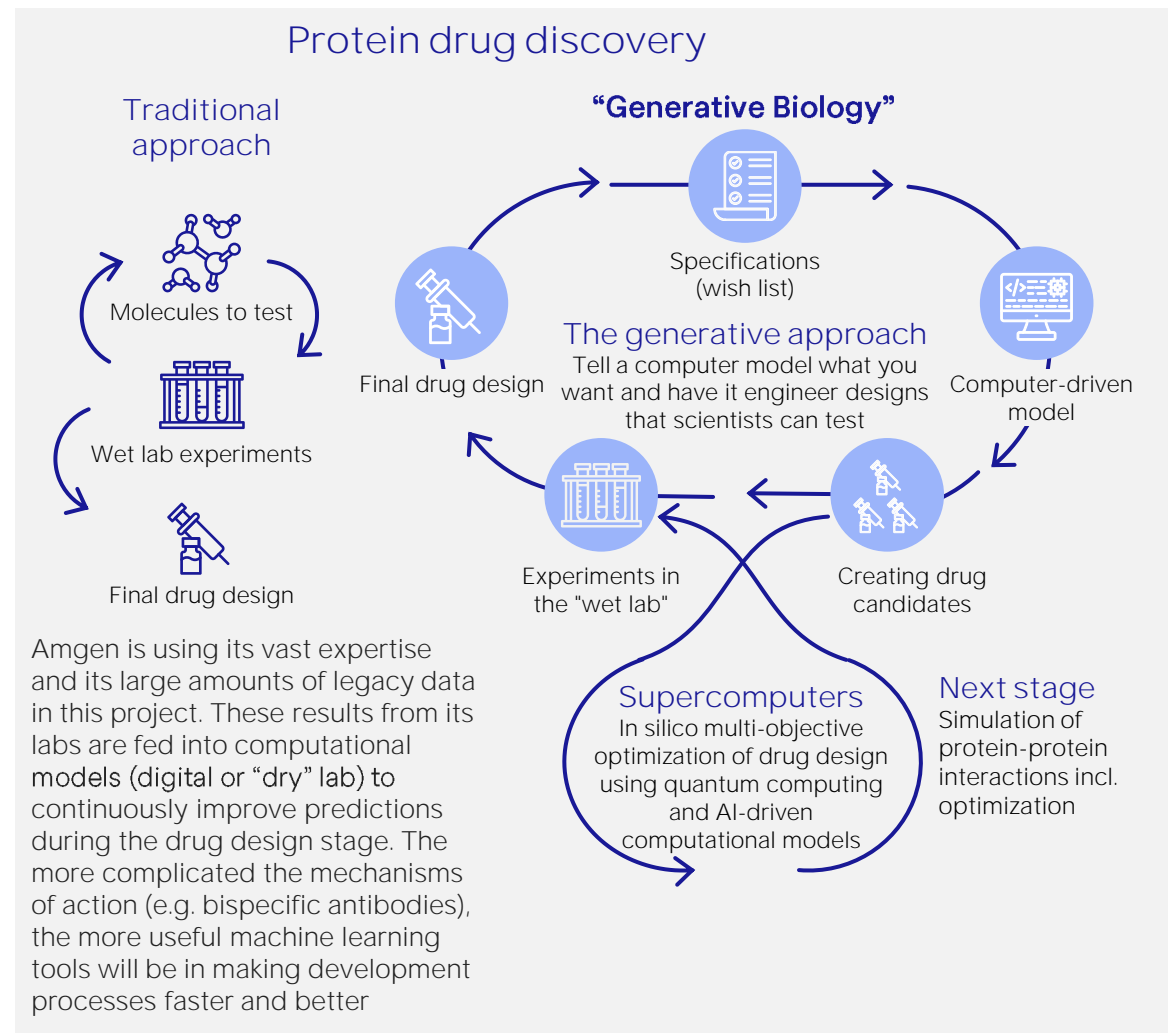 Protein drug discovery
Traditional
approach
Molecules to test
Wet lab experiments
Final drug design
“Generative Biology”
Specifications
(wish list)
Computer-driven
model
Creating drug
candidates
Experiments in
the "wet lab"
Final drug design
The generative approach
Tell a computer model what you
want and have it engineer designs
that scientists can test
Supercomputers
In silico multi-objective
optimization of drug design
using quantum computing
and AI-driven
computational models
Next stage
Simulation of
protein-protein
interactions incl.
optimization
Amgen is using its vast expertise
and its large amounts of legacy data
in this project. These results from its
labs are fed into computational
models (digital or “dry” lab) to
continuously improve predictions
during the drug design stage. The
more complicated the mechanisms
of action (e.g. bispecific antibodies),
the more useful machine learning
tools will be in making development
processes faster and better